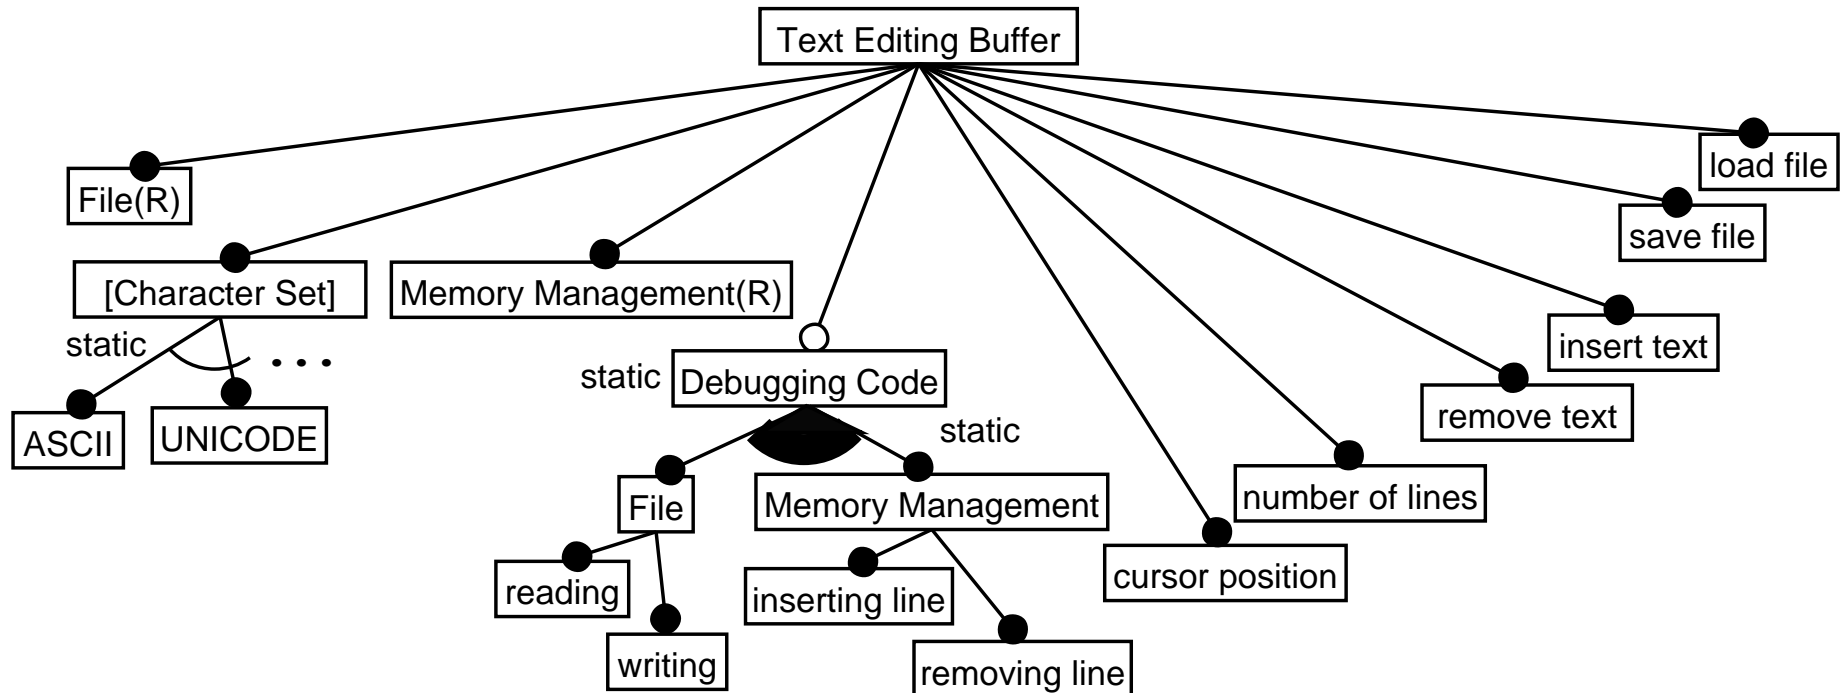 Text Editing Buffer
load file
File(R)
save file
[Character Set]
Memory Management(R)
static
. . .
insert text
static
Debugging Code
remove text
ASCII
UNICODE
static
File
Memory Management
number of lines
reading
inserting line
cursor position
writing
removing line